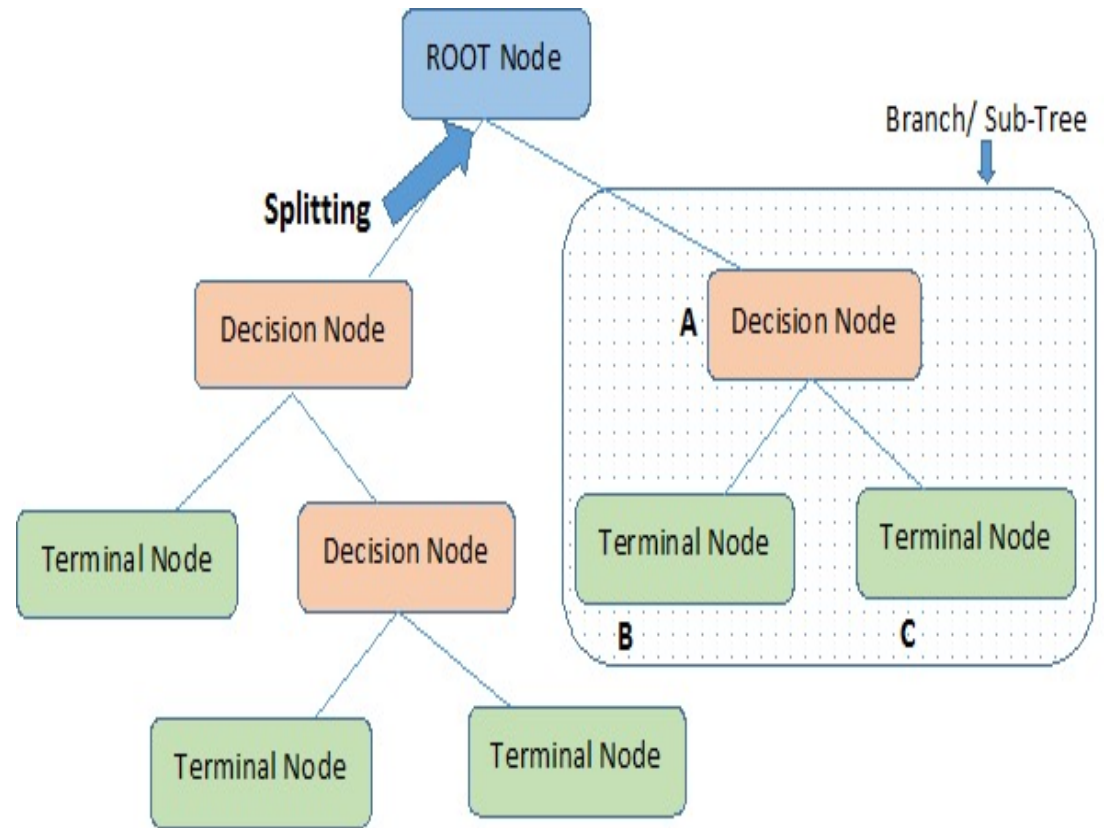 ROOT Node
Branch/ Sub-Tree
Splitting
Decision Node
A
Decision Node
Terminal Node
Decision Node
Terminal Node
Terminal Node
B
C
Terminal Node
Terminal Node